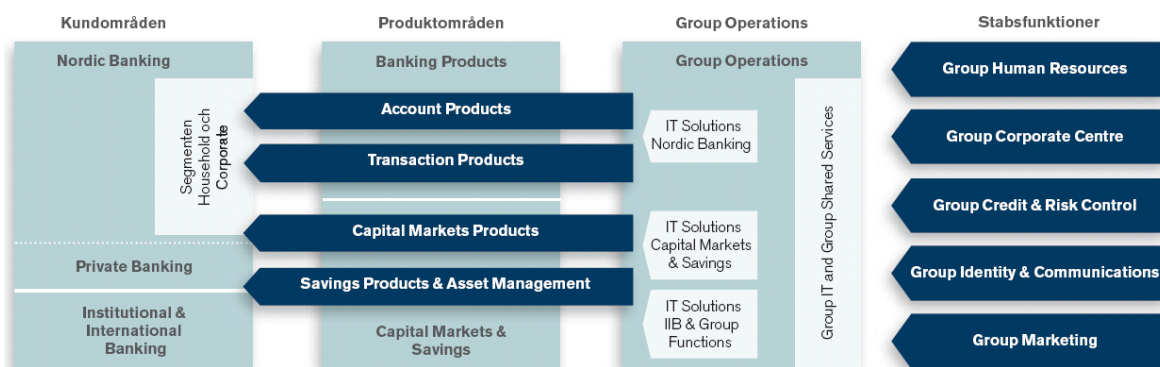 Kundområden
Nordic Banking
Segmenten
Household och
Corporate
Private Banking
Institutional &
International
Banking
Produktområden
Banking Products
Account Products
Transaction Products
Capital Markets Products
Savings Products & Asset Management
Capital Markets &
Savings
Group Operations
Group Operations
IT Solutions
Nordic Banking
IT Solutions
Capital Markets
& Savings
IT Solutions
IIB & Group
Functions
Group IT and Group Shared Services
Stabsfunktioner
Group Human Resources
Group Corporate Centre
Group Credit & Risk Control
Group Identity & Communications
Group Marketing